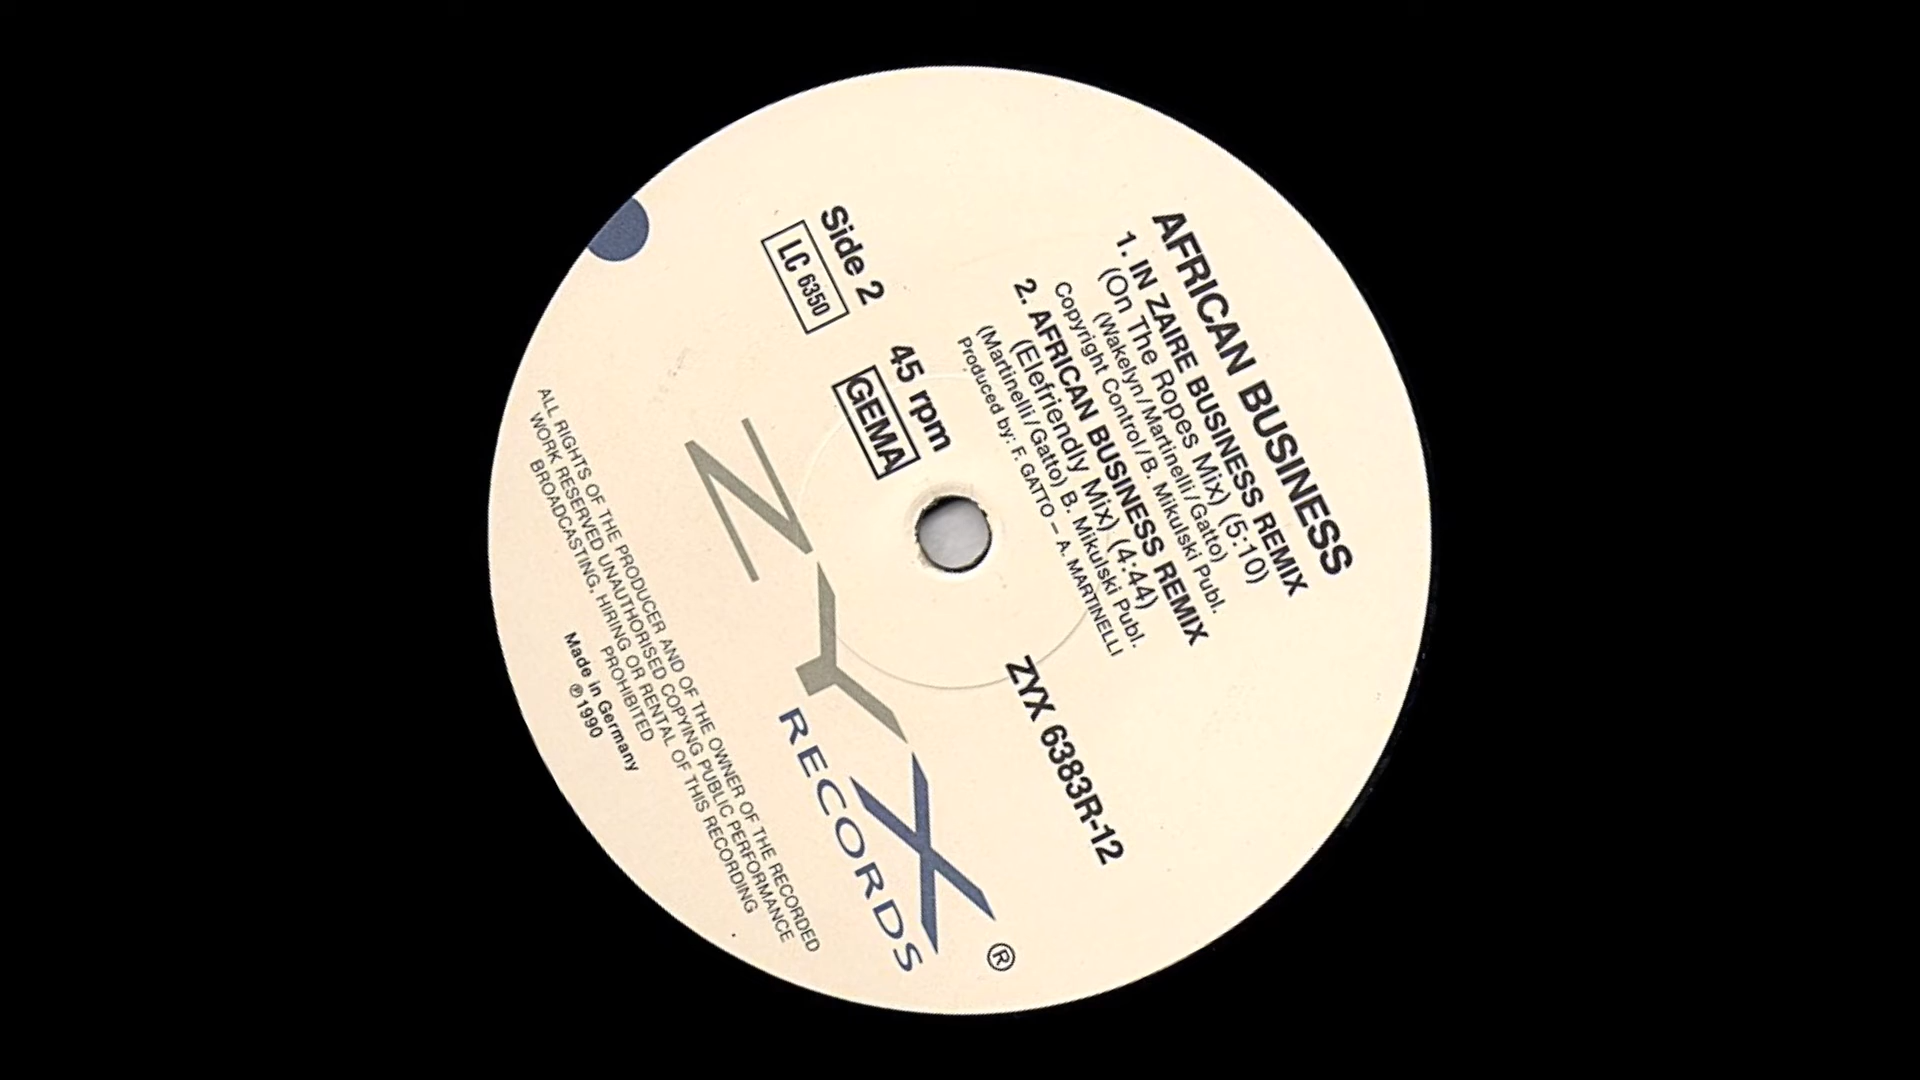 AFRICAN BUSINESS
1. IN ZAIRE BUSINESS REMIX
(On The Ropes Mix) (5:10)
(Wakelyn/Martinelli/Gatto)
Copyright Control/B. Mikulski Publ.
2. AFRICAN BUSINESS REMIX
(Elefriendly Mix) (4:44)
(Martinelli/Gatto) B. Mikulski Publ.
Produced by: F. GATTO – A. MARTINELLI
Side 2
45 rpm
ZYX 6383R-12
LC 6350
GEMA
ZYX
RECORDS
®
ALL RIGHTS OF THE PRODUCER AND OF THE OWNER OF THE RECORDED
WORK RESERVED UNAUTHORISED COPYING PUBLIC PERFORMANCE
BROADCASTING, HIRING OR RENTAL OF THIS RECORDING
PROHIBITED
Made in Germany
℗1990